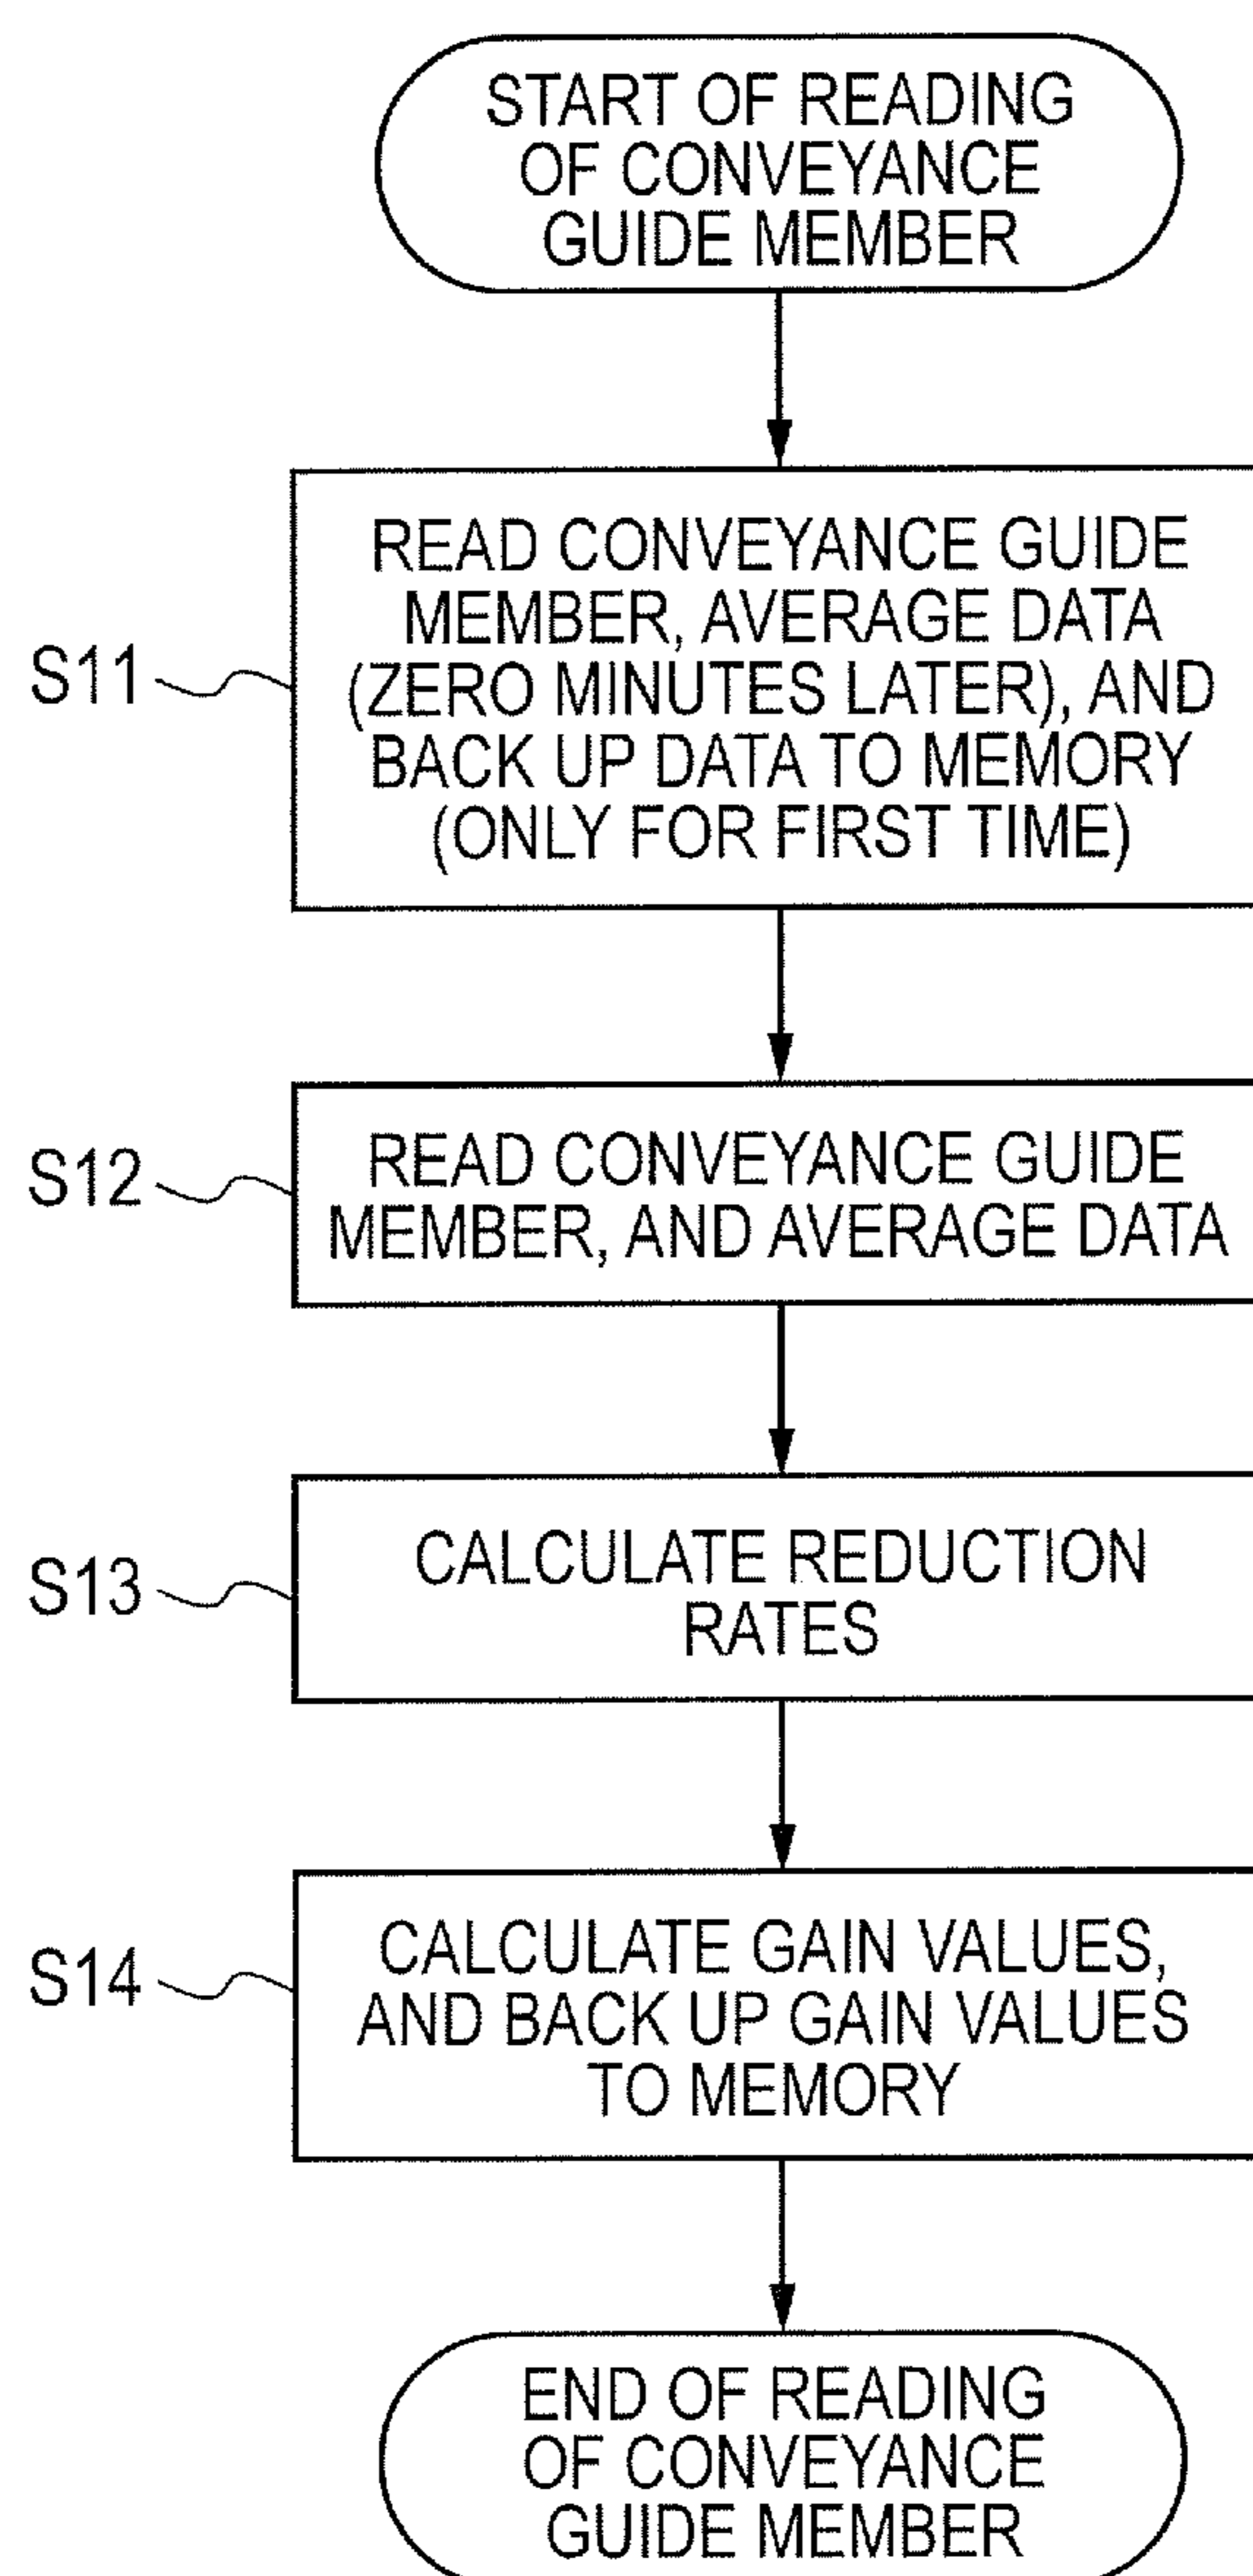 START OF READING
OF CONVEYANCE
GUIDE MEMBER
S11
READ CONVEYANCE GUIDE
MEMBER, AVERAGE DATA
(ZERO MINUTES LATER), AND
BACK UP DATA TO MEMORY
(ONLY FOR FIRST TIME)
S12
READ CONVEYANCE GUIDE
MEMBER, AND AVERAGE DATA
S13
CALCULATE REDUCTION
RATES
S14
CALCULATE GAIN VALUES,
AND BACK UP GAIN VALUES
TO MEMORY
END OF READING
OF CONVEYANCE
GUIDE MEMBER